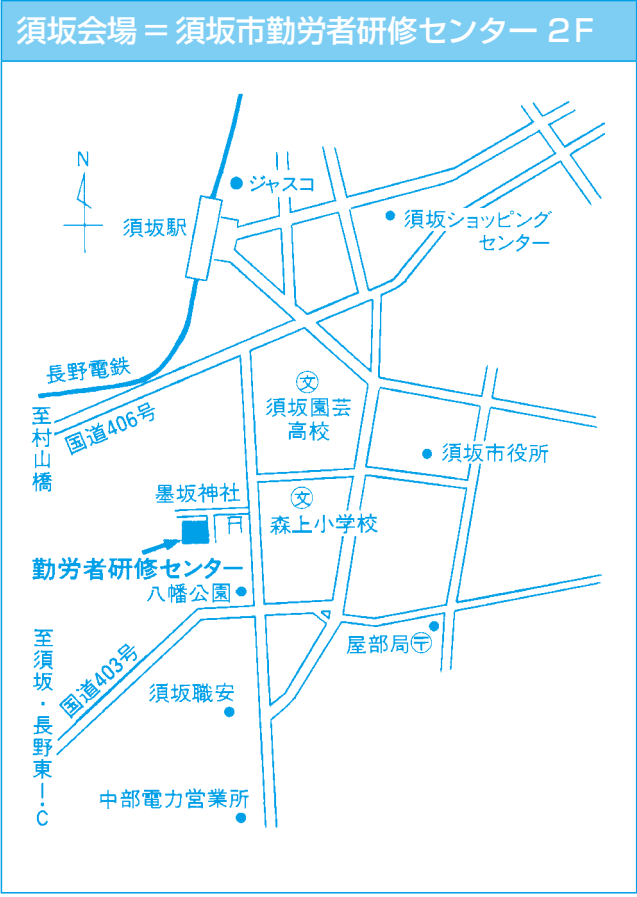 須坂会場＝須坂市勤労者研修センター 2F
N
ジャスコ
須坂駅
須坂ショッピング
センター
長野電鉄
国道406号
至村山橋
文
須坂園芸
高校
須坂市役所
墨坂神社
文
森上小学校
勤労者研修センター
八幡公園
屋部局〒
至須坂・長野東I・C
国道403号
須坂職安
中部電力営業所